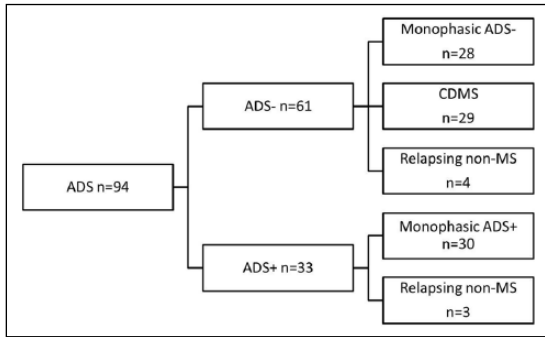 Monophasic ADS-
n=28
ADS- n=61
CDMS
n=29
Relapsing non-MS
n=4
ADS n=94
Monophasic ADS+
n=30
ADS+ n=33
Relapsing non-MS
n=3